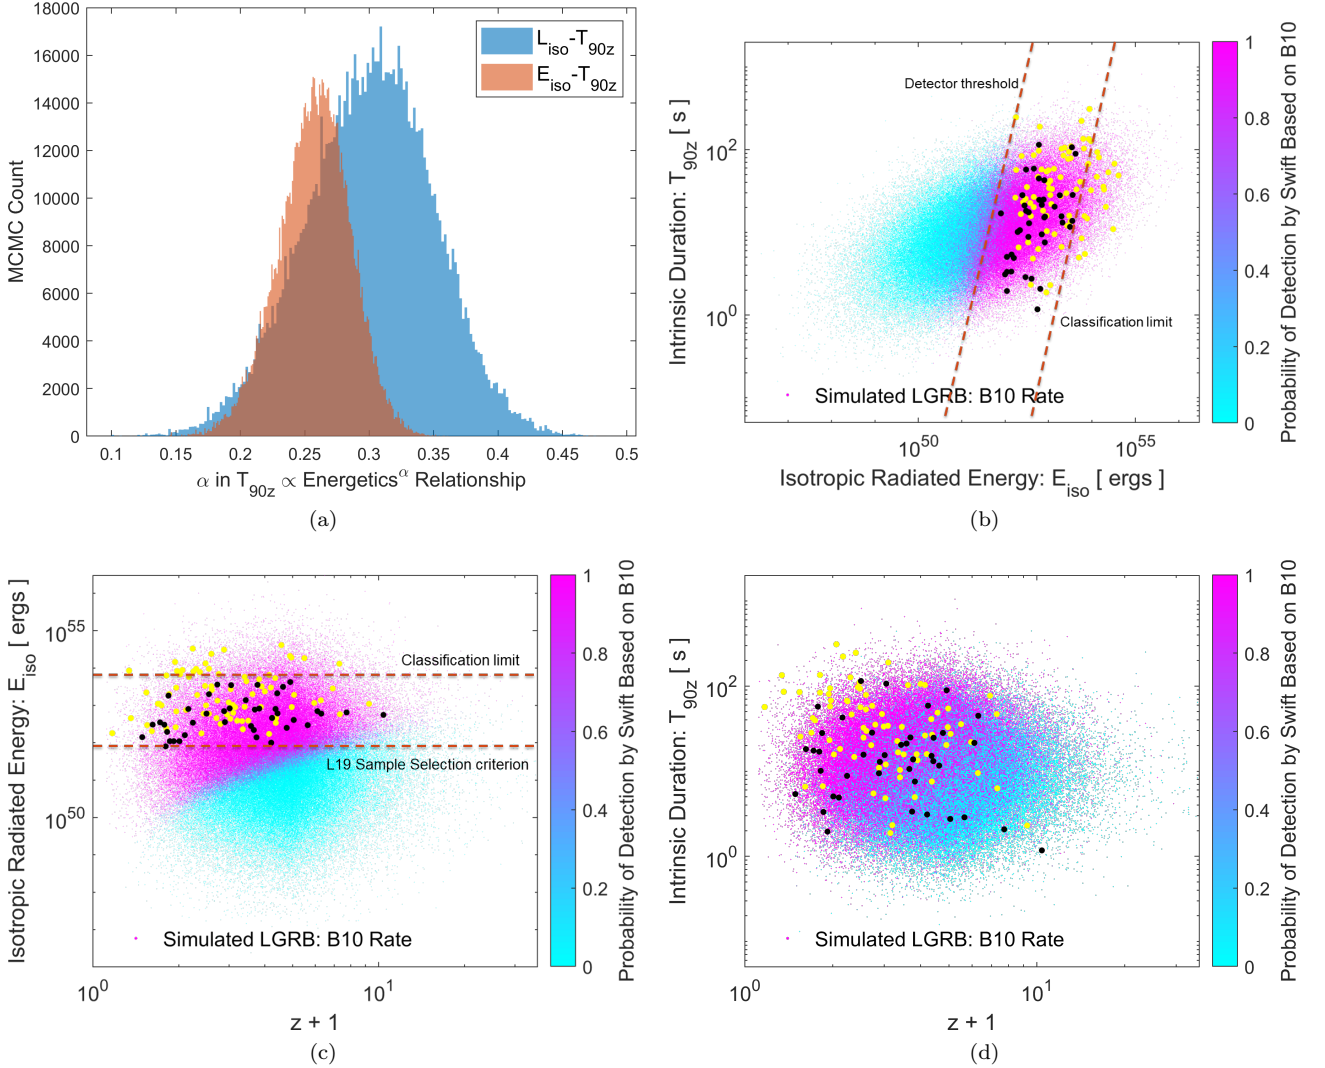 18000
16000
14000
12000
10000
8000
6000
4000
2000
0
MCMC Count
0.1 0.15 0.2 0.25 0.3 0.35 0.4 0.45 0.5
α in T90z ∝ Energetics^α Relationship
Liso-T90z
Eiso-T90z
(a)
Detector threshold
Classification limit
Simulated LGRB: B10 Rate
10^2
10^0
Intrinsic Duration: T90z [ s ]
10^50 10^55
Isotropic Radiated Energy: Eiso [ ergs ]
1
0.8
0.6
0.4
0.2
0
Probability of Detection by Swift Based on B10
(b)
Classification limit
L19 Sample Selection criterion
Simulated LGRB: B10 Rate
10^55
10^50
Isotropic Radiated Energy: Eiso [ ergs ]
10^0 10^1
z + 1
1
0.8
0.6
0.4
0.2
0
Probability of Detection by Swift Based on B10
(c)
Simulated LGRB: B10 Rate
10^2
10^0
Intrinsic Duration: T90z [ s ]
10^0 10^1
z + 1
1
0.8
0.6
0.4
0.2
0
Probability of Detection by Swift Based on B10
(d)